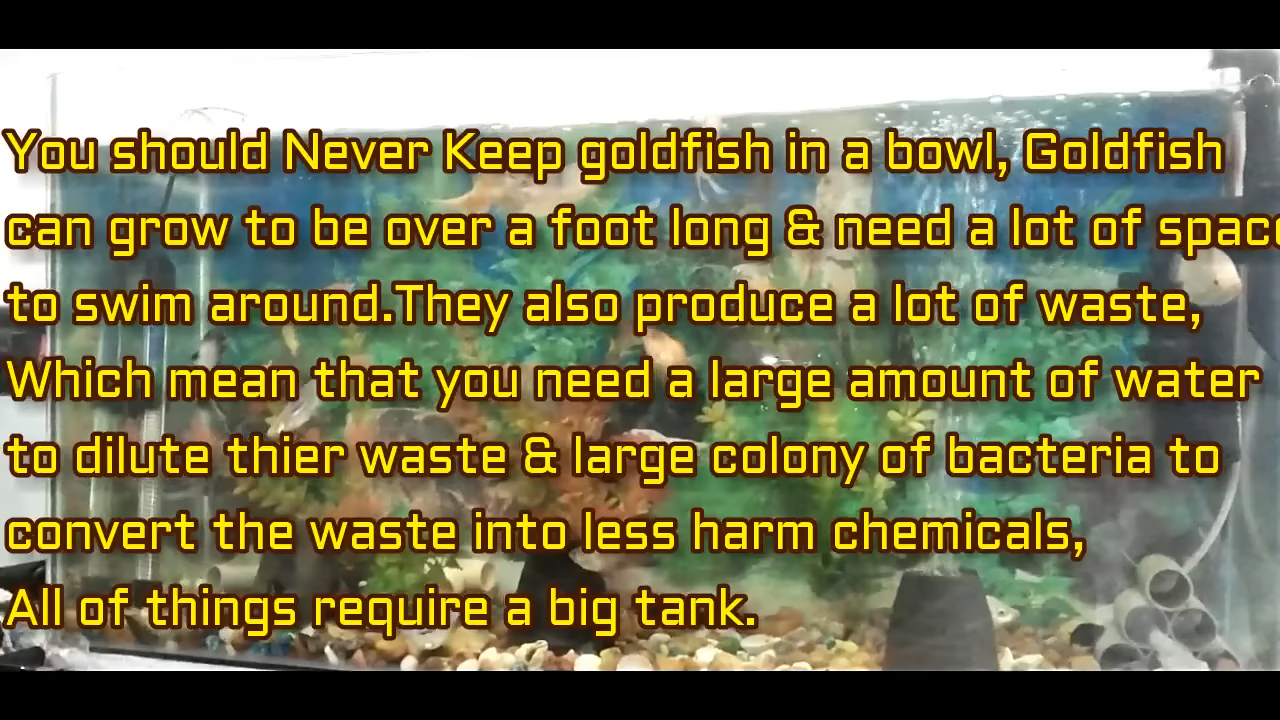 You should Never Keep goldfish in a bowl, Goldfish
can grow to be over a foot long & need a lot of space
to swim around.They also produce a lot of waste,
Which mean that you need a large amount of water
to dilute thier waste & large colony of bacteria to
convert the waste into less harm chemicals,
All of things require a big tank.